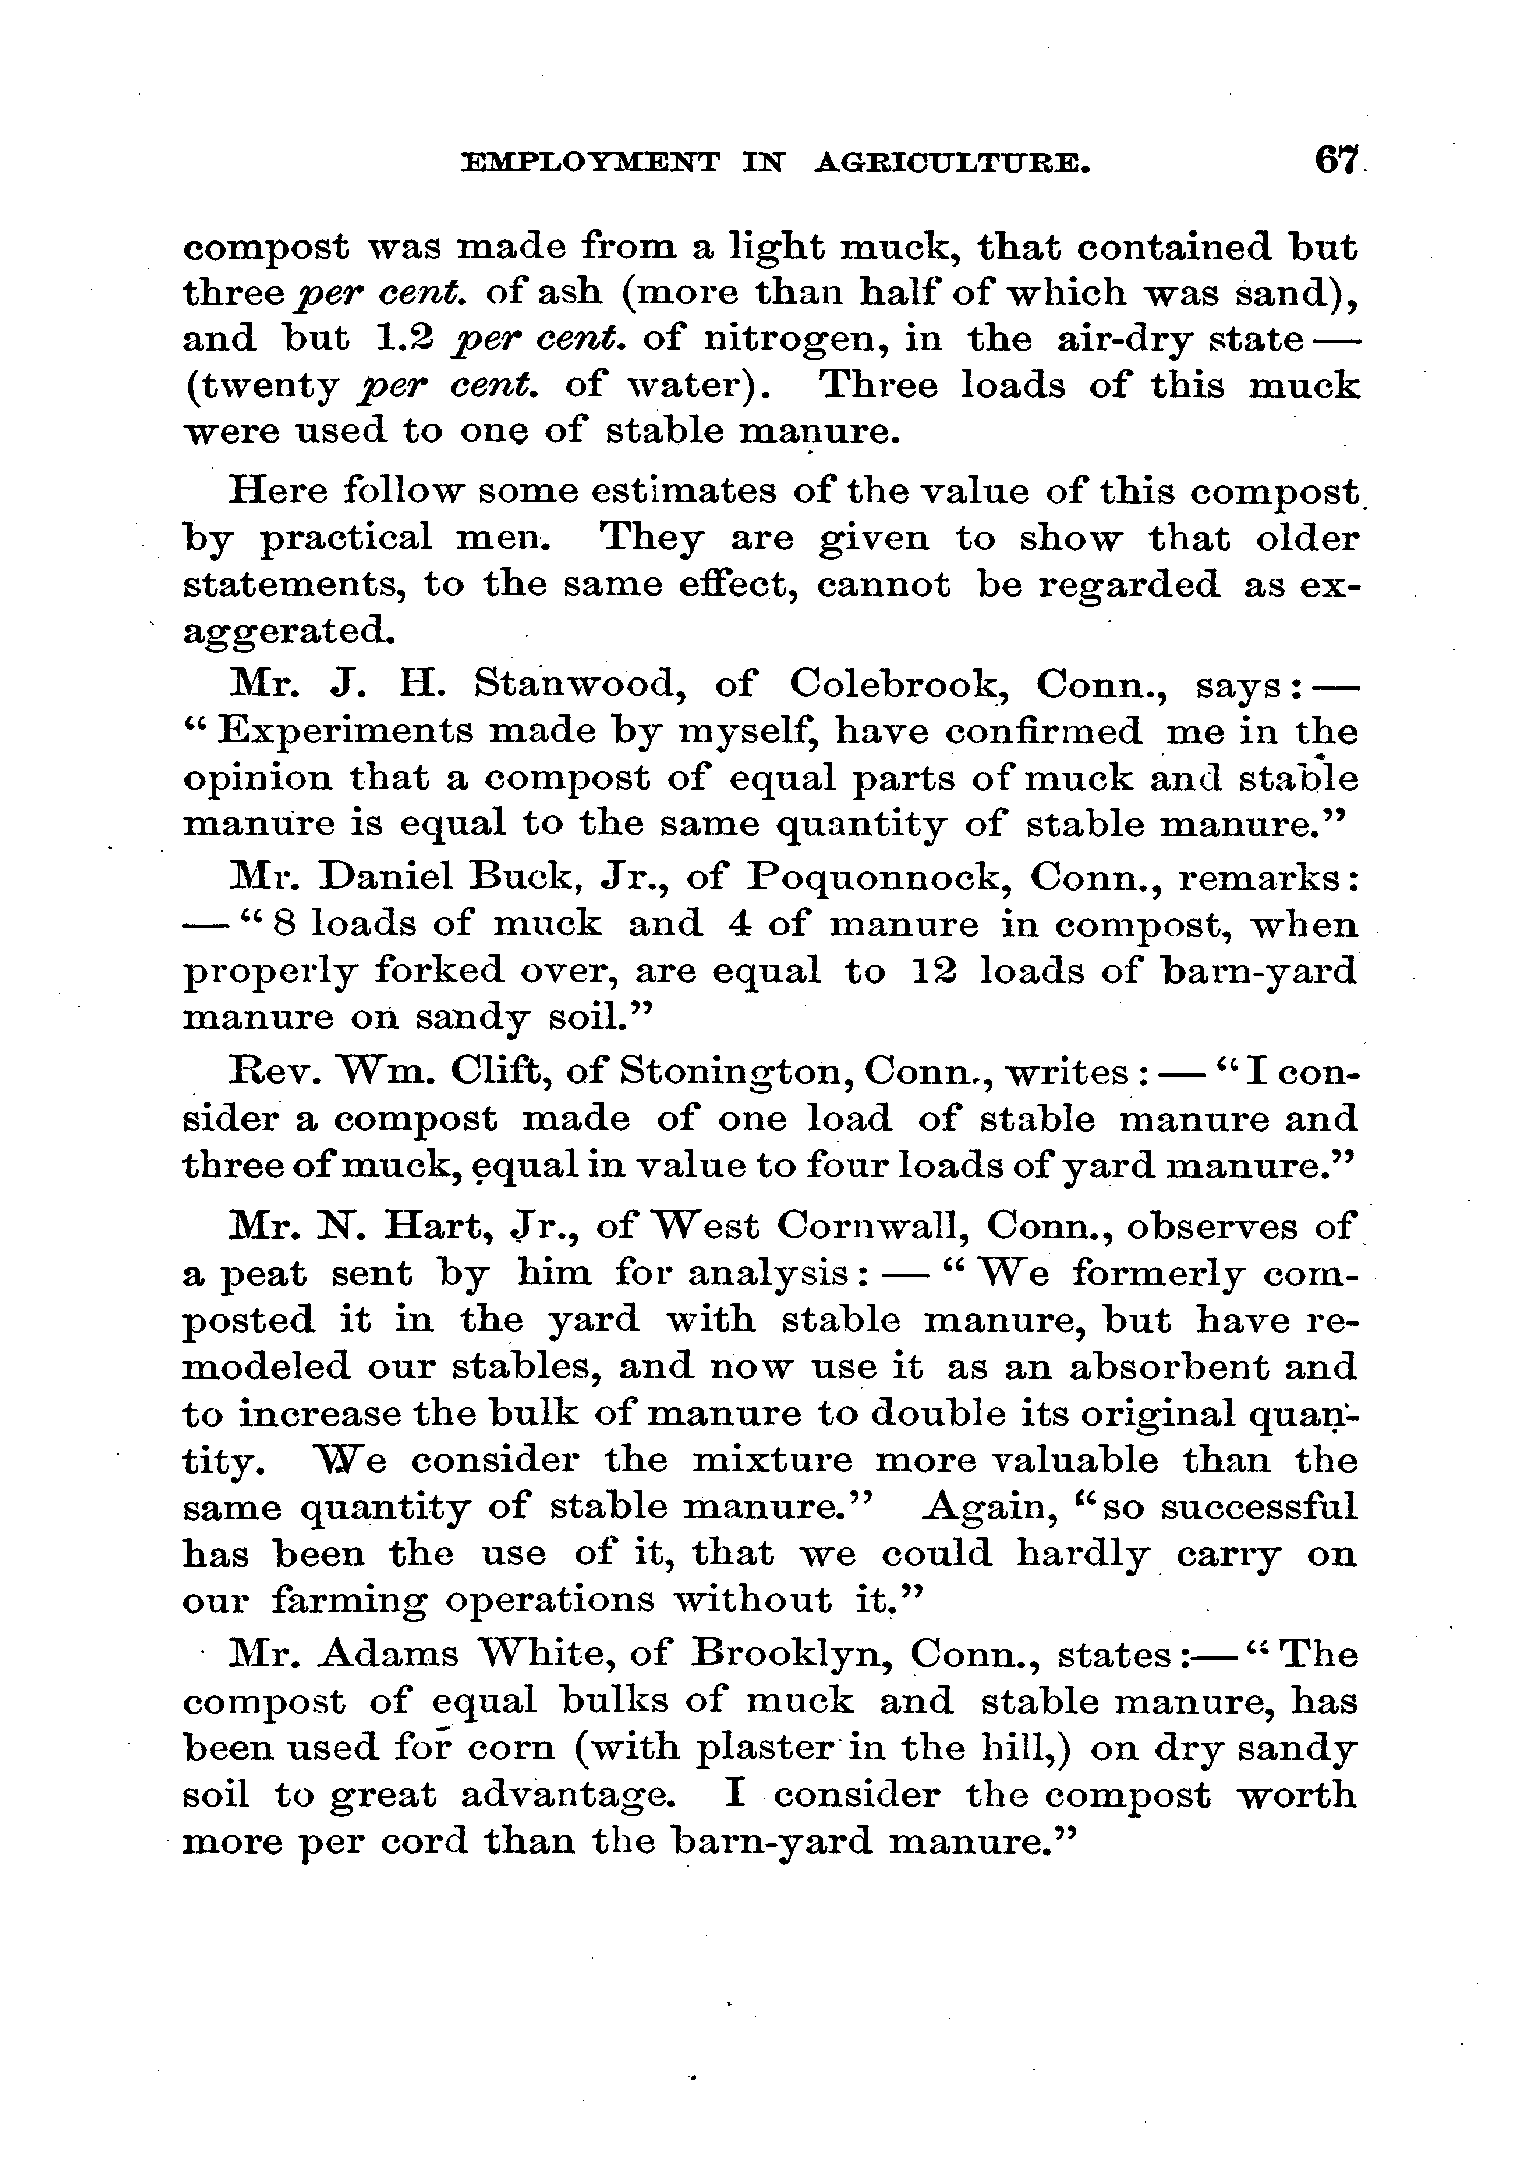 EMPLOYMENT IN AGRICULTURE. 67
compost was made from a light muck, that contained but
three per cent. of ash (more than half of which was sand),
and but 1.2 per cent. of nitrogen, in the air-dry state —
(twenty per cent. of water). Three loads of this muck
were used to one of stable manure.
Here follow some estimates of the value of this compost
by practical men. They are given to show that older
statements, to the same effect, cannot be regarded as ex-
aggerated.
Mr. J. H. Stanwood, of Colebrook, Conn., says: —
“Experiments made by myself, have confirmed me in the
opinion that a compost of equal parts of muck and stable
manure is equal to the same quantity of stable manure.”
Mr. Daniel Buck, Jr., of Poquonnock, Conn., remarks:
— “8 loads of muck and 4 of manure in compost, when
properly forked over, are equal to 12 loads of barn-yard
manure on sandy soil.”
Rev. Wm. Clift, of Stonington, Conn., writes: — “I con-
sider a compost made of one load of stable manure and
three of muck, equal in value to four loads of yard manure.”
Mr. N. Hart, Jr., of West Cornwall, Conn., observes of
a peat sent by him for analysis: — “We formerly com-
posted it in the yard with stable manure, but have re-
modeled our stables, and now use it as an absorbent and
to increase the bulk of manure to double its original quan-
tity. We consider the mixture more valuable than the
same quantity of stable manure.” Again, “so successful
has been the use of it, that we could hardly carry on
our farming operations without it.”
Mr. Adams White, of Brooklyn, Conn., states:—“The
compost of equal bulks of muck and stable manure, has
been used for corn (with plaster in the hill,) on dry sandy
soil to great advantage. I consider the compost worth
more per cord than the barn-yard manure.”